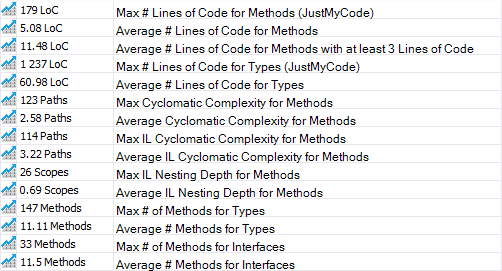 179 LoC Max # Lines of Code for Methods (JustMyCode)
5.08 LoC Average # Lines of Code for Methods
11.48 LoC Average # Lines of Code for Methods with at least 3 Lines of Code
1 237 LoC Max # Lines of Code for Types (JustMyCode)
60.98 LoC Average # Lines of Code for Types
123 Paths Max Cyclomatic Complexity for Methods
2.58 Paths Average Cyclomatic Complexity for Methods
114 Paths Max IL Cyclomatic Complexity for Methods
3.22 Paths Average IL Cyclomatic Complexity for Methods
26 Scopes Max IL Nesting Depth for Methods
0.69 Scopes Average IL Nesting Depth for Methods
147 Methods Max # of Methods for Types
11.11 Methods Average # Methods for Types
33 Methods Max # of Methods for Interfaces
11.5 Methods Average # Methods for Interfaces